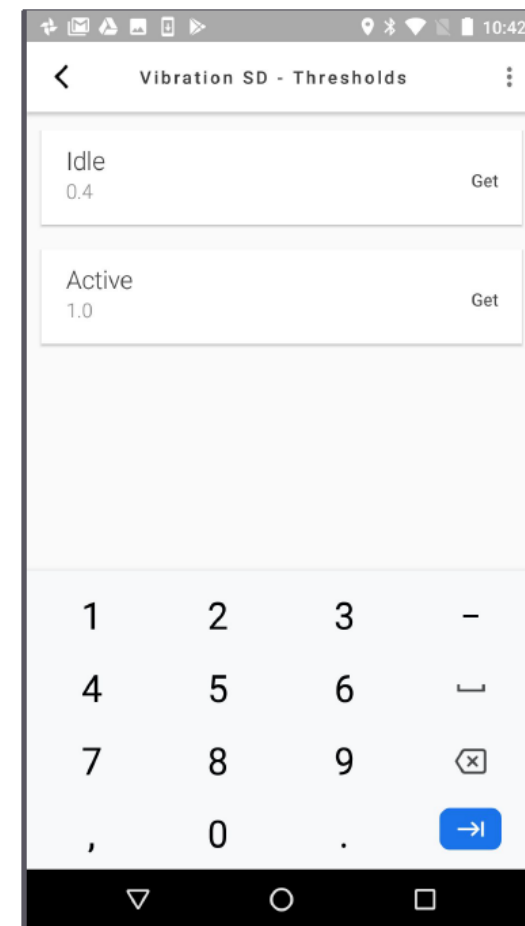 10:42
Vibration SD - Thresholds
Idle
0.4
Get
Active
1.0
Get
1 2 3 -
4 5 6
7 8 9
, 0 .